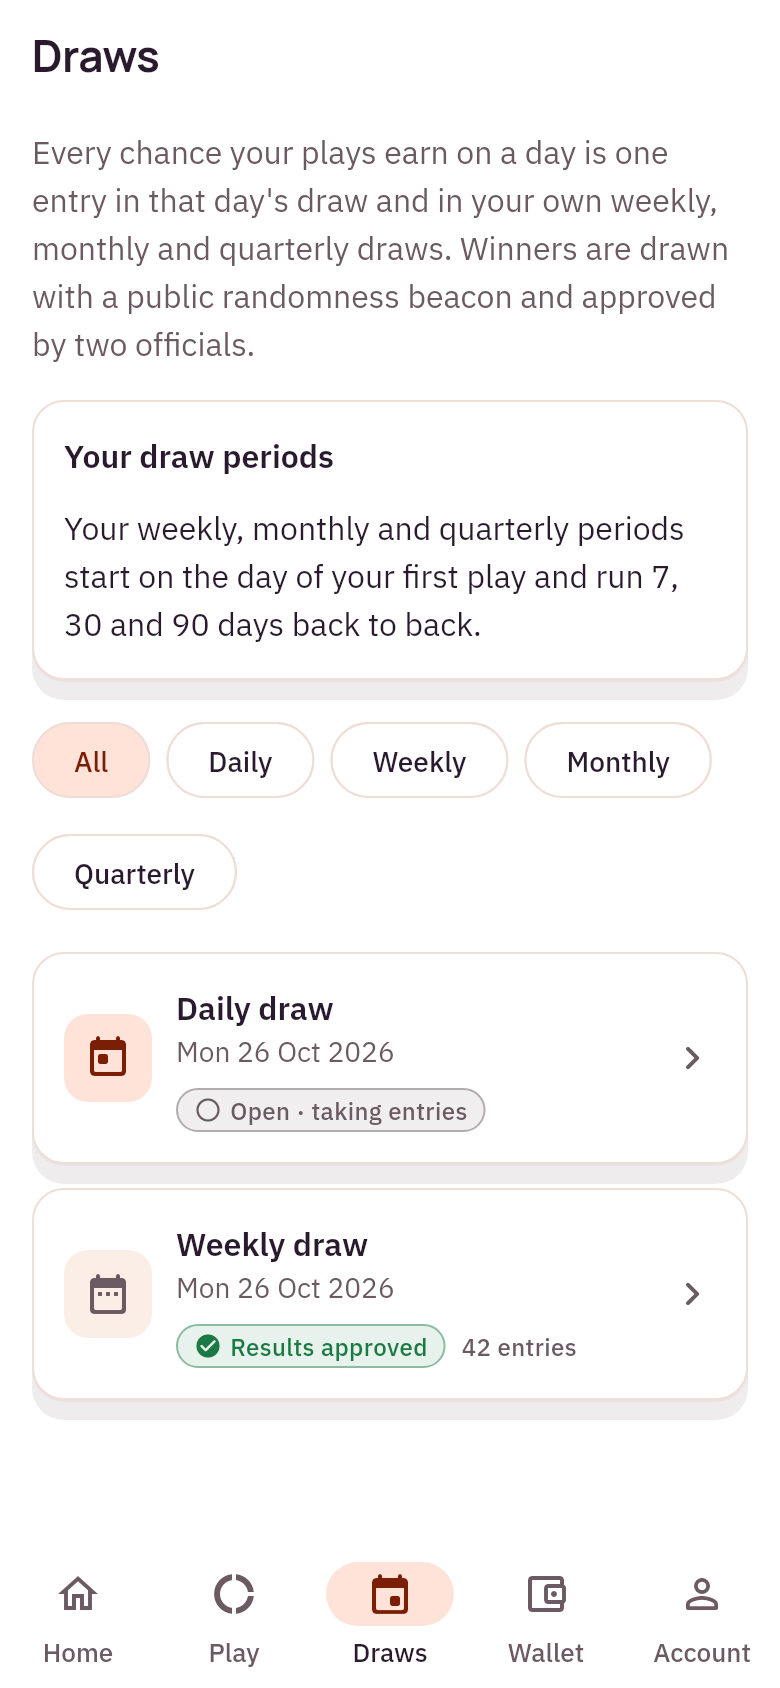 Draws
Every chance your plays earn on a day is one
entry in that day's draw and in your own weekly,
monthly and quarterly draws. Winners are drawn
with a public randomness beacon and approved
by two officials.
Your draw periods
Your weekly, monthly and quarterly periods
start on the day of your first play and run 7,
30 and 90 days back to back.
All Daily Weekly Monthly
Quarterly
Daily draw
Mon 26 Oct 2026
Open · taking entries
Weekly draw
Mon 26 Oct 2026
Results approved 42 entries
Home Play Draws Wallet Account